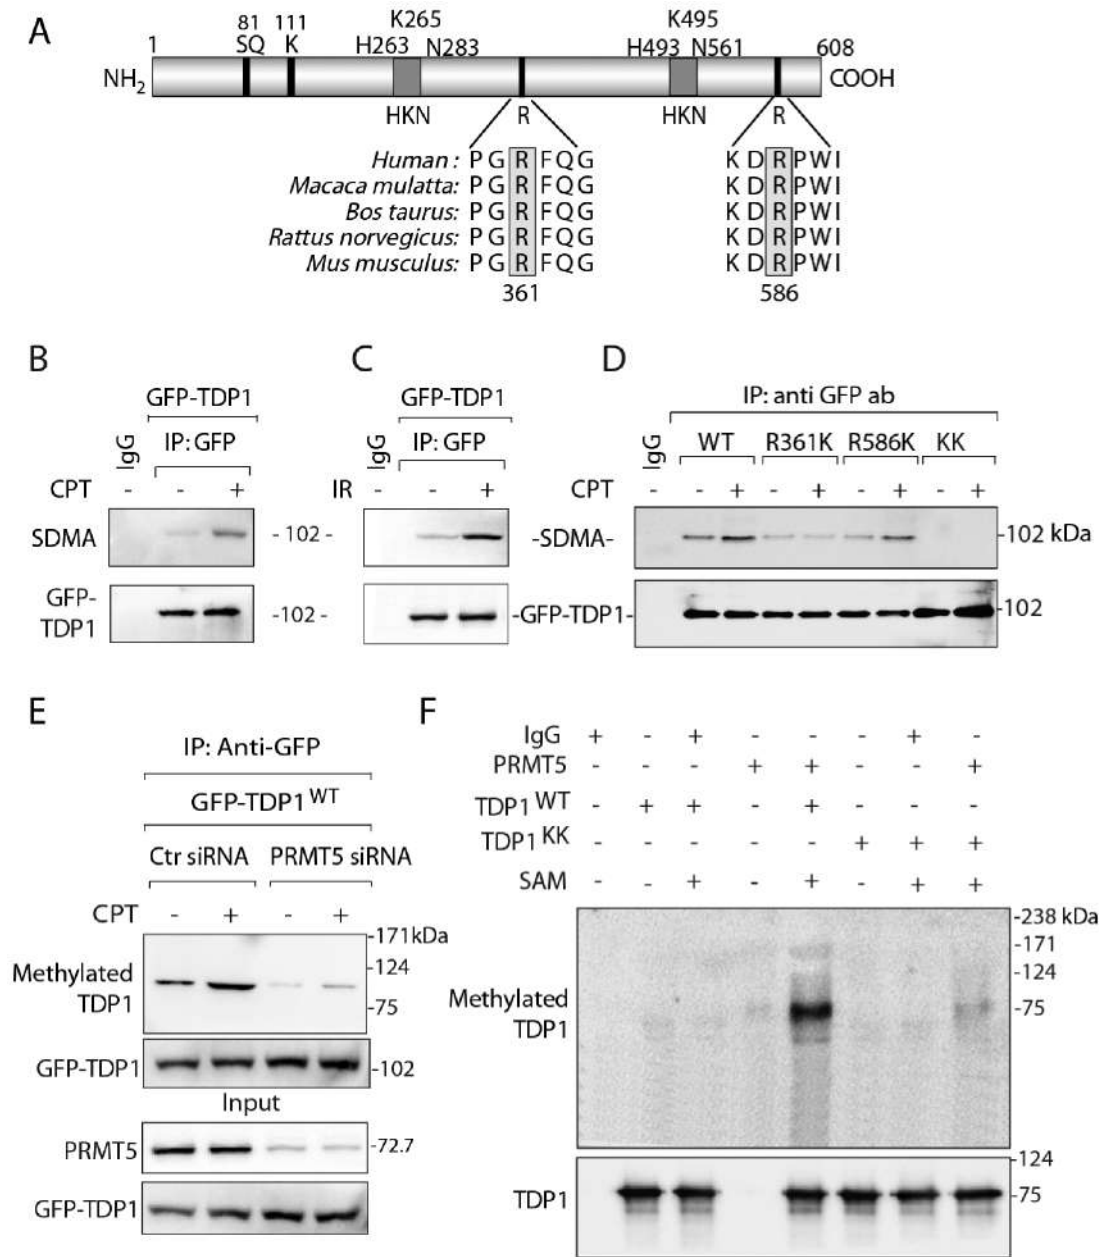 A
81 111 K265 K495
1 SQ K H263 N283 H493 N561 608
NH2 COOH
HKN R HKN R
Human : P G R F Q G K D R P W I
Macaca mulatta: P G R F Q G K D R P W I
Bos taurus: P G R F Q G K D R P W I
Rattus norvegicus: P G R F Q G K D R P W I
Mus musculus: P G R F Q G K D R P W I
361 586
B
GFP-TDP1
IgG
IP: GFP
CPT - - +
SDMA - 102 -
GFP-
TDP1 -102 -
C
GFP-TDP1
IgG
IP: GFP
IR - - +
-SDMA-
-GFP-TDP1-
D
IP: anti GFP ab
IgG
WT R361K R586K KK
CPT - - + - + - + - +
-102 kDa
-102
E
IP: Anti-GFP
GFP-TDP1 WT
Ctr siRNA PRMT5 siRNA
CPT - + - +
-171kDa
Methylated
TDP1
-124
-75
GFP-TDP1 -102
Input
PRMT5 -72.7
GFP-TDP1
F
IgG + - + - - - + -
PRMT5 - - - + + - - +
TDP1 WT - + + - + - - -
TDP1 KK - - - - - + + +
SAM - - + - + - + +
-238 kDa
-171
-124
Methylated
TDP1
-75
-124
TDP1 -75